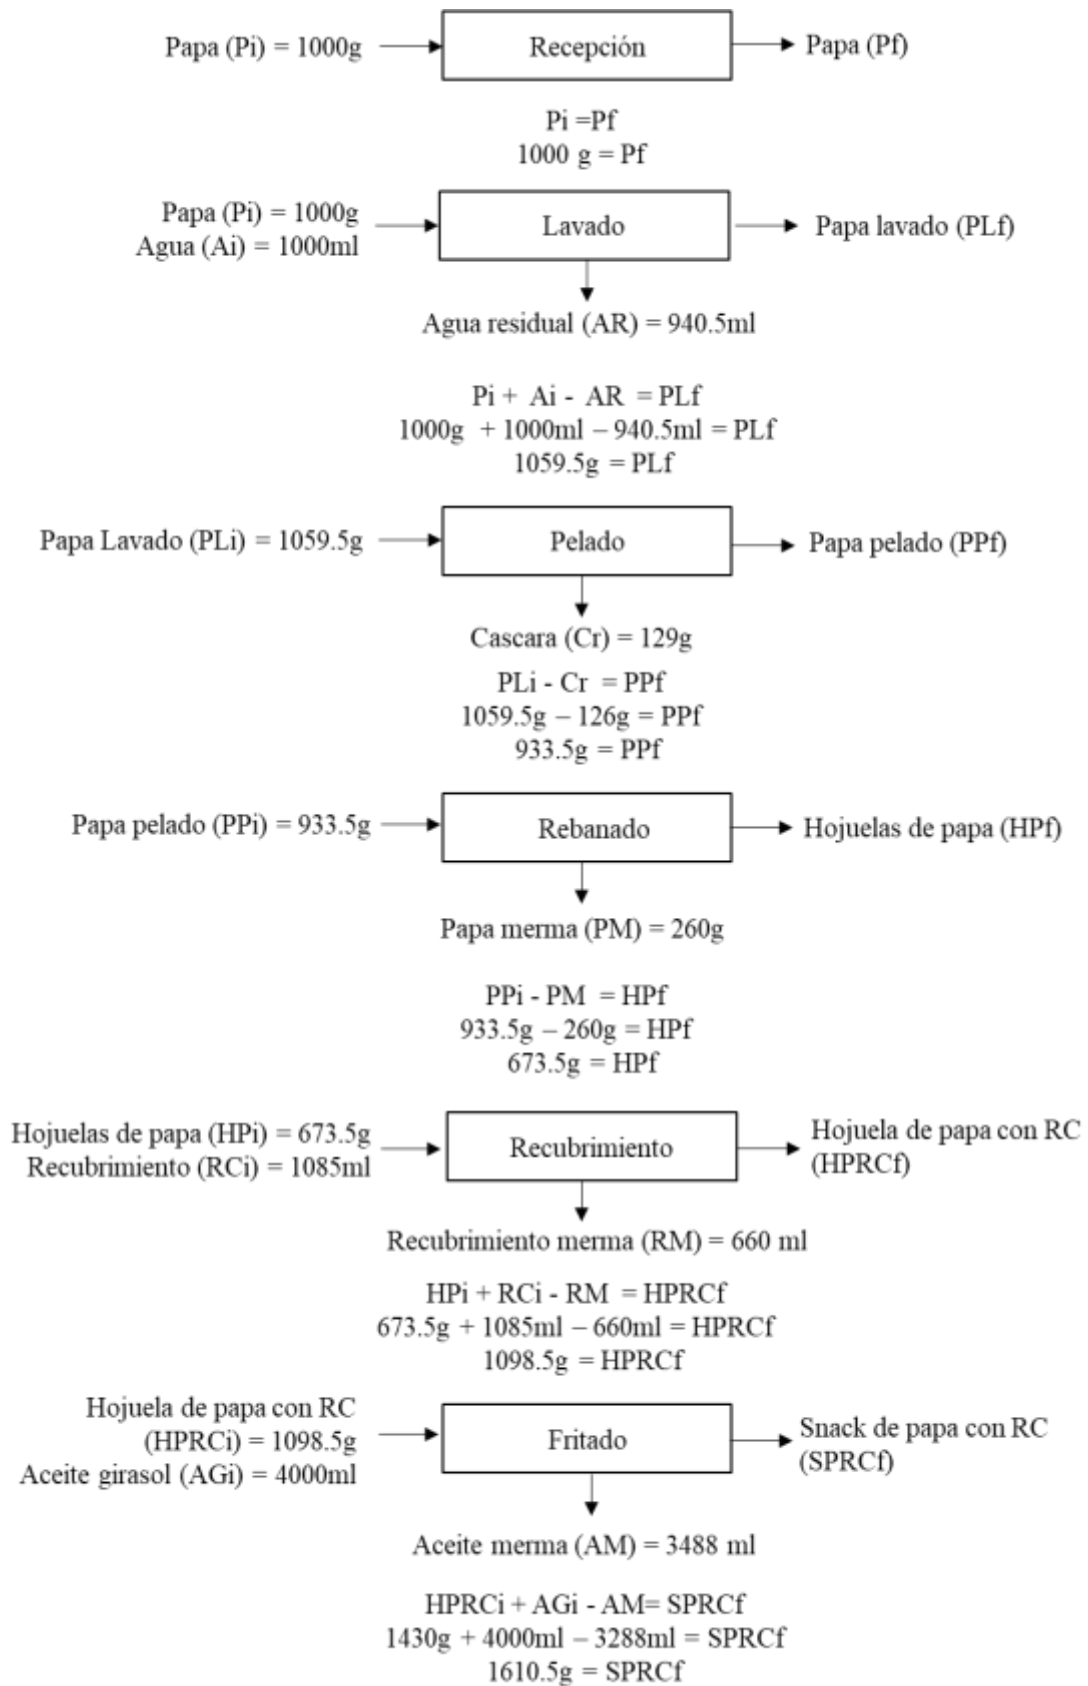 Papa (Pi) = 1000g
Recepción
Papa (Pf)
Pi =Pf
1000 g = Pf
Papa (Pi) = 1000g
Agua (Ai) = 1000ml
Lavado
Papa lavado (PLf)
Agua residual (AR) = 940.5ml
Pi + Ai - AR = PLf
1000g + 1000ml – 940.5ml = PLf
1059.5g = PLf
Papa Lavado (PLi) = 1059.5g
Pelado
Papa pelado (PPf)
Cascara (Cr) = 129g
PLi - Cr = PPf
1059.5g – 126g = PPf
933.5g = PPf
Papa pelado (PPi) = 933.5g
Rebanado
Hojuelas de papa (HPf)
Papa merma (PM) = 260g
PPi - PM = HPf
933.5g – 260g = HPf
673.5g = HPf
Hojuelas de papa (HPi) = 673.5g
Recubrimiento (RCi) = 1085ml
Recubrimiento
Hojuela de papa con RC
(HPRCf)
Recubrimiento merma (RM) = 660 ml
HPi + RCi - RM = HPRCf
673.5g + 1085ml – 660ml = HPRCf
1098.5g = HPRCf
Hojuela de papa con RC
(HPRCi) = 1098.5g
Aceite girasol (AGi) = 4000ml
Fritado
Snack de papa con RC
(SPRCf)
Aceite merma (AM) = 3488 ml
HPRCi + AGi - AM= SPRCf
1430g + 4000ml – 3288ml = SPRCf
1610.5g = SPRCf